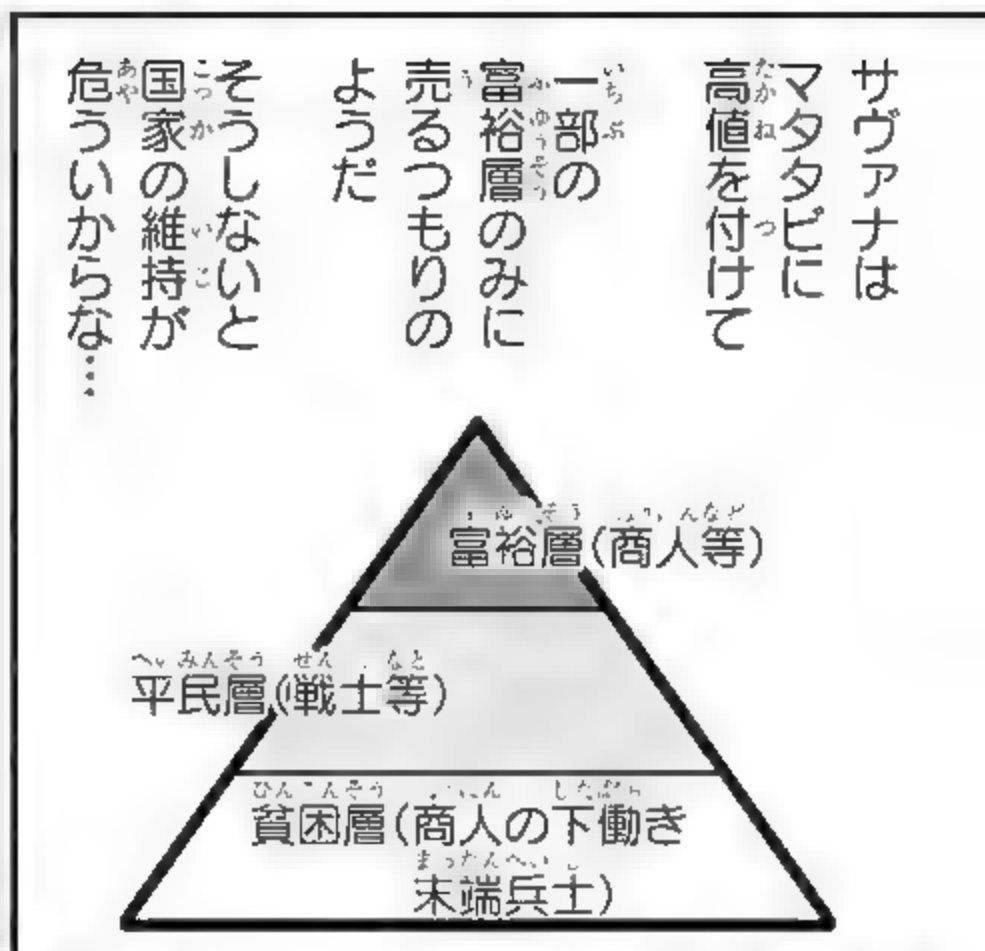 サヴァナは
マタタビに
高値を付けて
一部の
富裕層のみに
売るつもりの
ようだ
そうしないと
国家の維持が
危ういからな…
富裕層(商人等)
平民層(戦士等)
貧困層(商人の下働き
末端兵士)